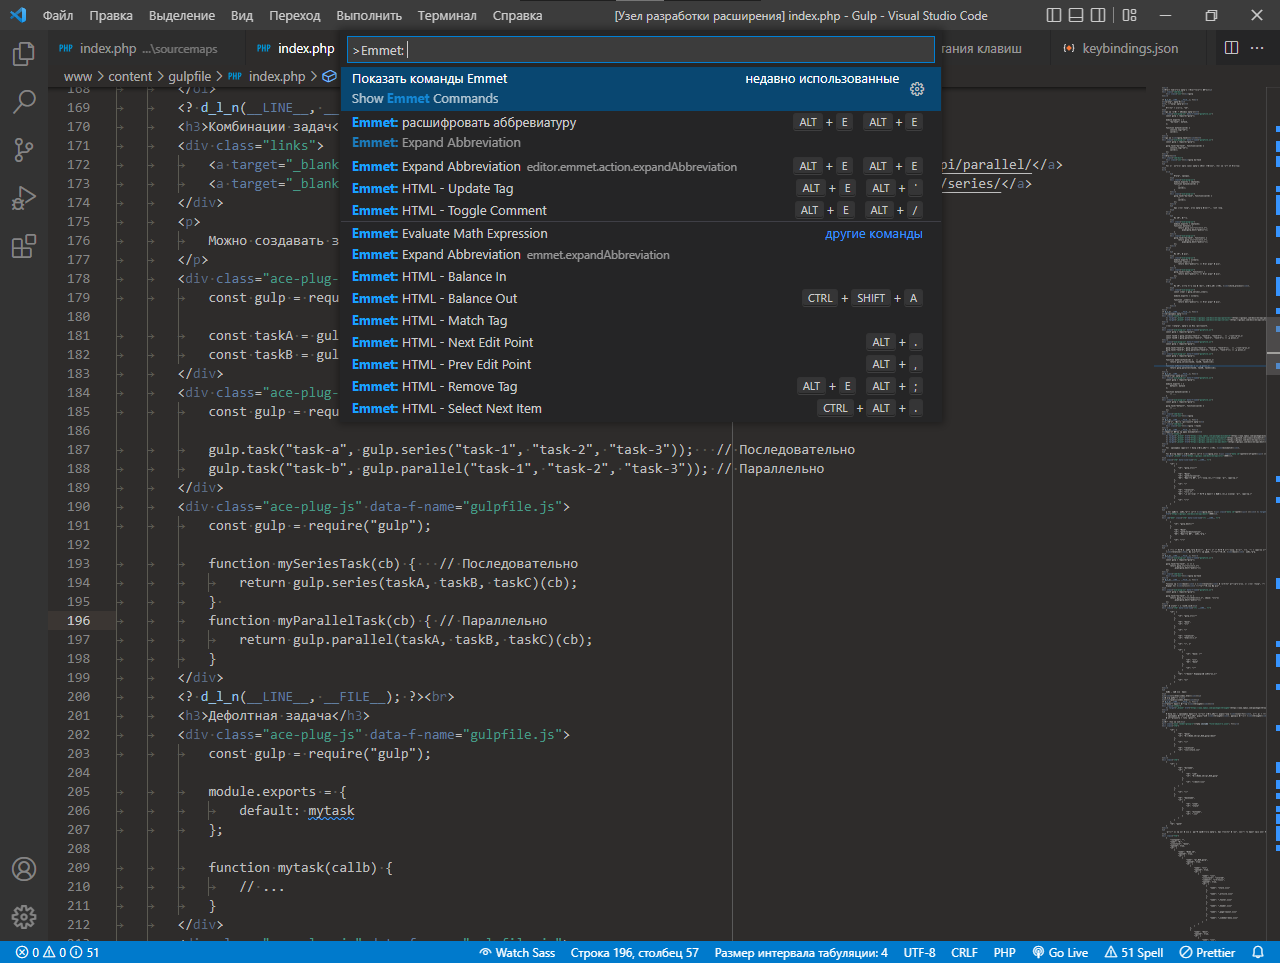 Файл Правка Выделение Вид Переход Выполнить Терминал Справка [Узел разработки расширения] index.php - Gulp - Visual Studio Code
PHP index.php ...\sourcemaps PHP index.php тания клавиш keybindings.json
www > content > gulpfile > PHP index.php >
>Emmet:
Показать команды Emmet недавно использованные
Show Emmet Commands
Emmet: расшифровать аббревиатуру ALT + E ALT + E
Emmet: Expand Abbreviation
Emmet: Expand Abbreviation editor.emmet.action.expandAbbreviation ALT + E ALT + E
Emmet: HTML - Update Tag ALT + E ALT + '
Emmet: HTML - Toggle Comment ALT + E ALT + /
Emmet: Evaluate Math Expression другие команды
Emmet: Expand Abbreviation emmet.expandAbbreviation
Emmet: HTML - Balance In
Emmet: HTML - Balance Out CTRL + SHIFT + A
Emmet: HTML - Match Tag
Emmet: HTML - Next Edit Point ALT + .
Emmet: HTML - Prev Edit Point ALT + ,
Emmet: HTML - Remove Tag ALT + E ALT + ;
Emmet: HTML - Select Next Item CTRL + ALT + .
168 </ol>
169 <? d_l_n(__LINE__, _
170 <h3>Комбинации задач<
171 <div class="links">
172 <a target="_blank pi/parallel/</a>
173 <a target="_blank /series/</a>
174 </div>
175 <p>
176 Можно создавать з
177 </p>
178 <div class="ace-plug-
179 const gulp = requ
180
181 const taskA = gul
182 const taskB = gul
183 </div>
184 <div class="ace-plug-
185 const gulp = requ
186
187 gulp.task("task-a", gulp.series("task-1", "task-2", "task-3")); // Последовательно
188 gulp.task("task-b", gulp.parallel("task-1", "task-2", "task-3")); // Параллельно
189 </div>
190 <div class="ace-plug-js" data-f-name="gulpfile.js">
191 const gulp = require("gulp");
192
193 function mySeriesTask(cb) { // Последовательно
194 return gulp.series(taskA, taskB, taskC)(cb);
195 }
196 function myParallelTask(cb) { // Параллельно
197 return gulp.parallel(taskA, taskB, taskC)(cb);
198 }
199 </div>
200 <? d_l_n(__LINE__, __FILE__); ?><br>
201 <h3>Дефолтная задача</h3>
202 <div class="ace-plug-js" data-f-name="gulpfile.js">
203 const gulp = require("gulp");
204
205 module.exports = {
206 default: mytask
207 };
208
209 function mytask(callb) {
210 // ...
211 }
212 </div>
0 0 51 Watch Sass Строка 196, столбец 57 Размер интервала табуляции: 4 UTF-8 CRLF PHP Go Live 51 Spell Prettier